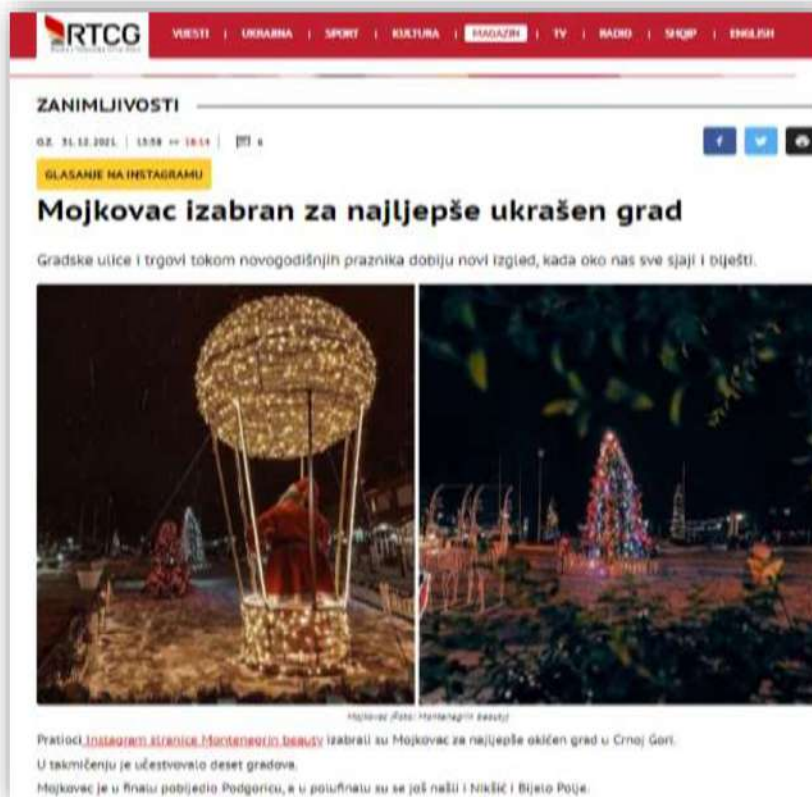 RTCG
VIJESTI | UKRAJINA | SPORT | KULTURA | MAGAZIN | TV | RADIO | SHQIP | ENGLISH
ZANIMLJIVOSTI
31.12.2021.
GLASANJE NA INSTAGRAMU
Mojkovac izabran za najljepše ukrašen grad
Gradske ulice i trgovi tokom novogodišnjih praznika dobiju novi izgled, kada oko nas sve sjaji i blješti.
Mojkovac (Foto: Montenegrin beauty)
Pratioci Instagram stranice Montenegrin beauty izabrali su Mojkovac za najljepše okićen grad u Crnoj Gori.
U takmičenju je učestvovalo deset gradova.
Mojkovac je u finalu pobijedio Podgoricu, a u polufinalu su se još našli i Nikšić i Bijelo Polje.